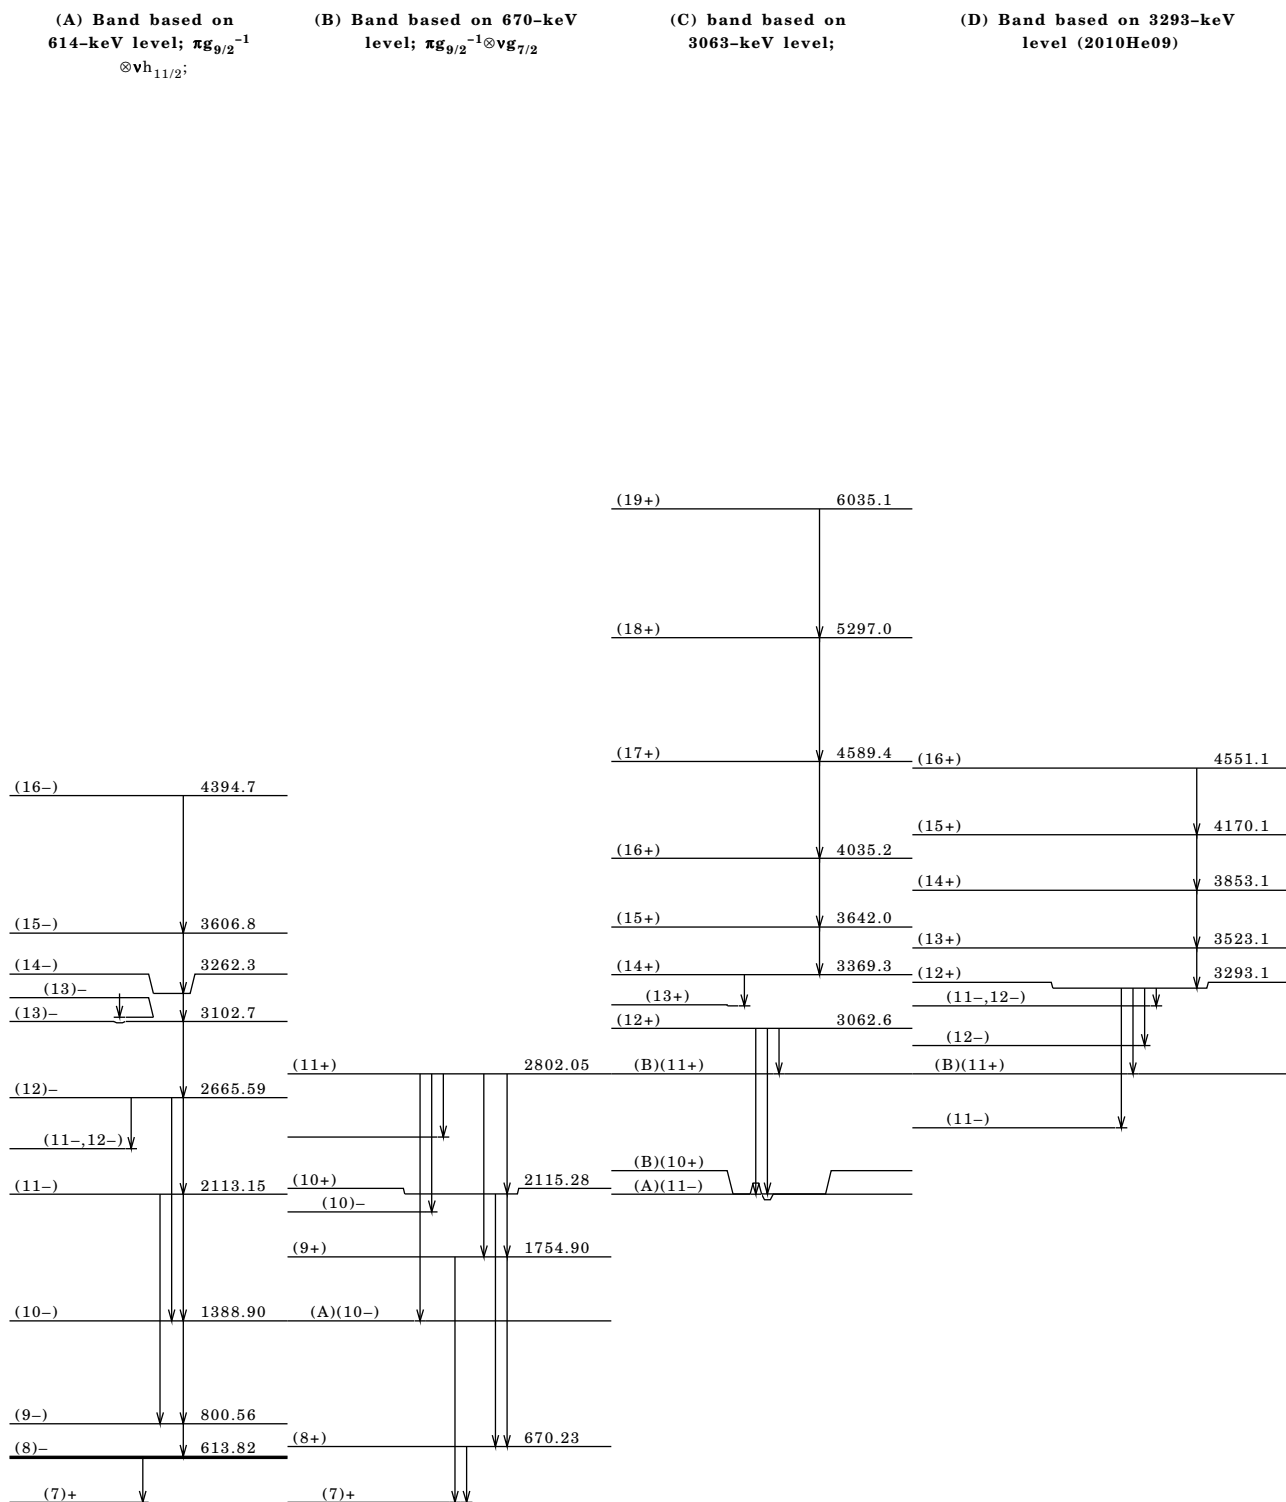 (A) Band based on
614–keV level; πg9/2−1
⊗νh11/2;
(B) Band based on 670–keV
level; πg9/2−1⊗νg7/2
(C) band based on
3063–keV level;
(D) Band based on 3293–keV
level (2010He09)
(16–) 4394.7
(15–) 3606.8
(14–) 3262.3
(13)–
(13)– 3102.7
(12)– 2665.59
(11–,12–)
(11–) 2113.15
(10–) 1388.90
(9–) 800.56
(8)– 613.82
(7)+
(11+) 2802.05
(10+) 2115.28
(10)–
(9+) 1754.90
(A)(10–)
(8+) 670.23
(7)+
(19+) 6035.1
(18+) 5297.0
(17+) 4589.4
(16+) 4035.2
(15+) 3642.0
(14+) 3369.3
(13+)
(12+) 3062.6
(B)(11+)
(B)(10+)
(A)(11–)
(16+) 4551.1
(15+) 4170.1
(14+) 3853.1
(13+) 3523.1
(12+) 3293.1
(11–,12–)
(12–)
(B)(11+)
(11–)